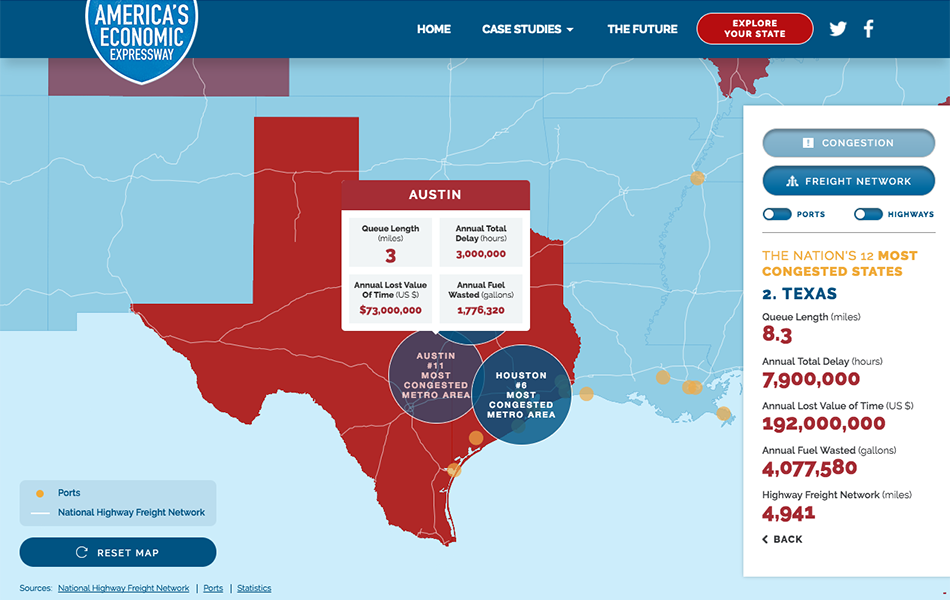 AMERICA'S
ECONOMIC
EXPRESSWAY
HOME
CASE STUDIES
THE FUTURE
EXPLORE
YOUR STATE
AUSTIN
Queue Length
(miles)
3
Annual Total
Delay (hours)
3,000,000
Annual Lost Value
Of Time (US $)
$73,000,000
Annual Fuel
Wasted (gallons)
1,776,320
AUSTIN
#11
MOST
CONGESTED
METRO AREA
HOUSTON
#6
MOST
CONGESTED
METRO AREA
CONGESTION
FREIGHT NETWORK
PORTS
HIGHWAYS
THE NATION'S 12 MOST
CONGESTED STATES
2. TEXAS
Queue Length (miles)
8.3
Annual Total Delay (hours)
7,900,000
Annual Lost Value of Time (US $)
192,000,000
Annual Fuel Wasted (gallons)
4,077,580
Highway Freight Network (miles)
4,941
BACK
Ports
National Highway Freight Network
RESET MAP
Sources: National Highway Freight Network | Ports | Statistics